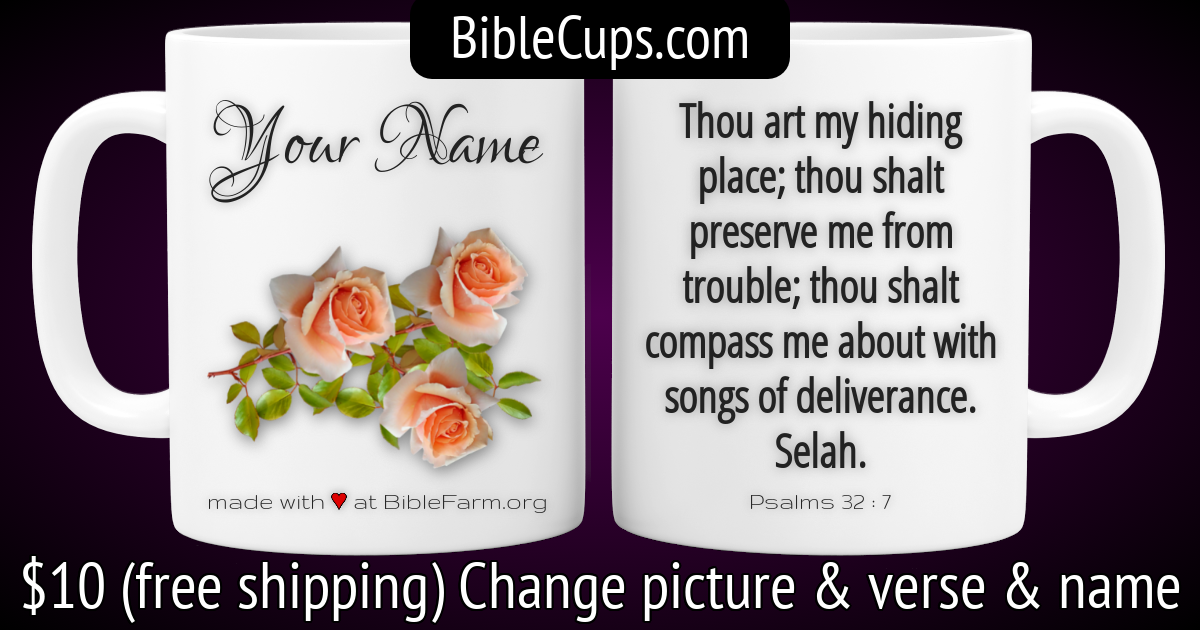 BibleCups.com
Your Name
made with ♥ at BibleFarm.org
Thou art my hiding
place; thou shalt
preserve me from
trouble; thou shalt
compass me about with
songs of deliverance.
Selah.
Psalms 32 : 7
$10 (free shipping) Change picture & verse & name